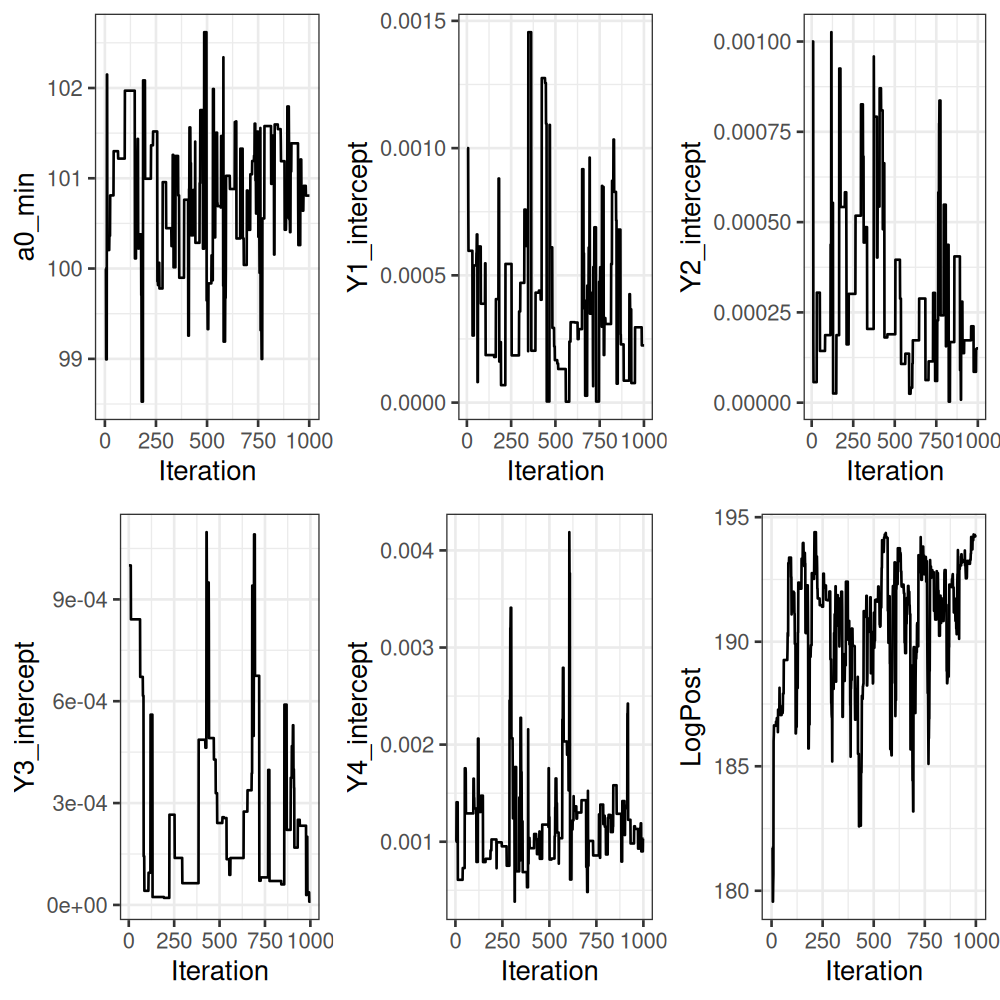 a0_min
102
101
100
99
0 250 500 750 1000
Iteration
Y1_intercept
0.0015
0.0010
0.0005
0.0000
0 250 500 750 1000
Iteration
Y2_intercept
0.00100
0.00075
0.00050
0.00025
0.00000
0 250 500 750 1000
Iteration
Y3_intercept
9e-04
6e-04
3e-04
0e+00
0 250 500 750 1000
Iteration
Y4_intercept
0.004
0.003
0.002
0.001
0 250 500 750 1000
Iteration
LogPost
195
190
185
180
0 250 500 750 1000
Iteration